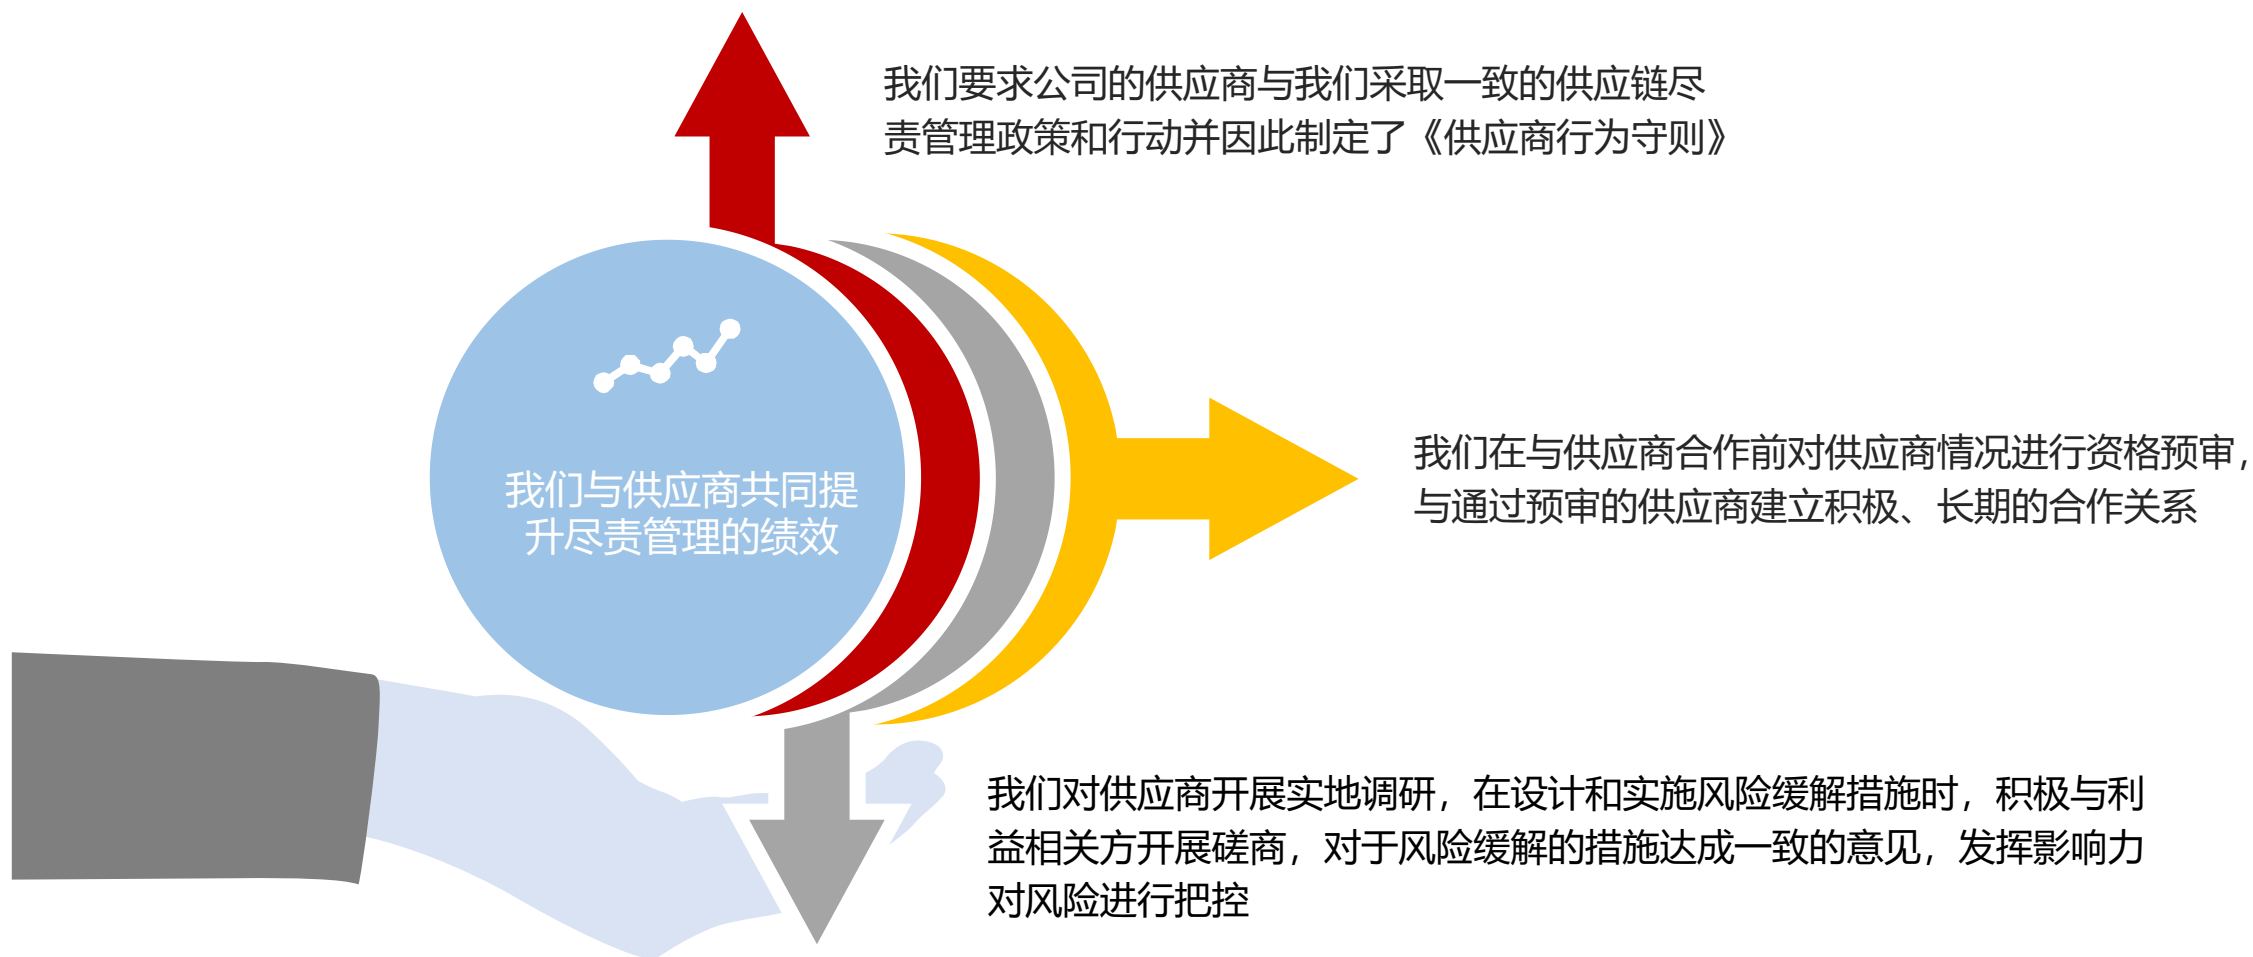 我们要求公司的供应商与我们采取一致的供应链尽
责管理政策和行动并因此制定了《供应商行为守则》
我们与供应商共同提
升尽责管理的绩效
我们在与供应商合作前对供应商情况进行资格预审，
与通过预审的供应商建立积极、长期的合作关系
我们对供应商开展实地调研，在设计和实施风险缓解措施时，积极与利
益相关方开展磋商，对于风险缓解的措施达成一致的意见，发挥影响力
对风险进行把控